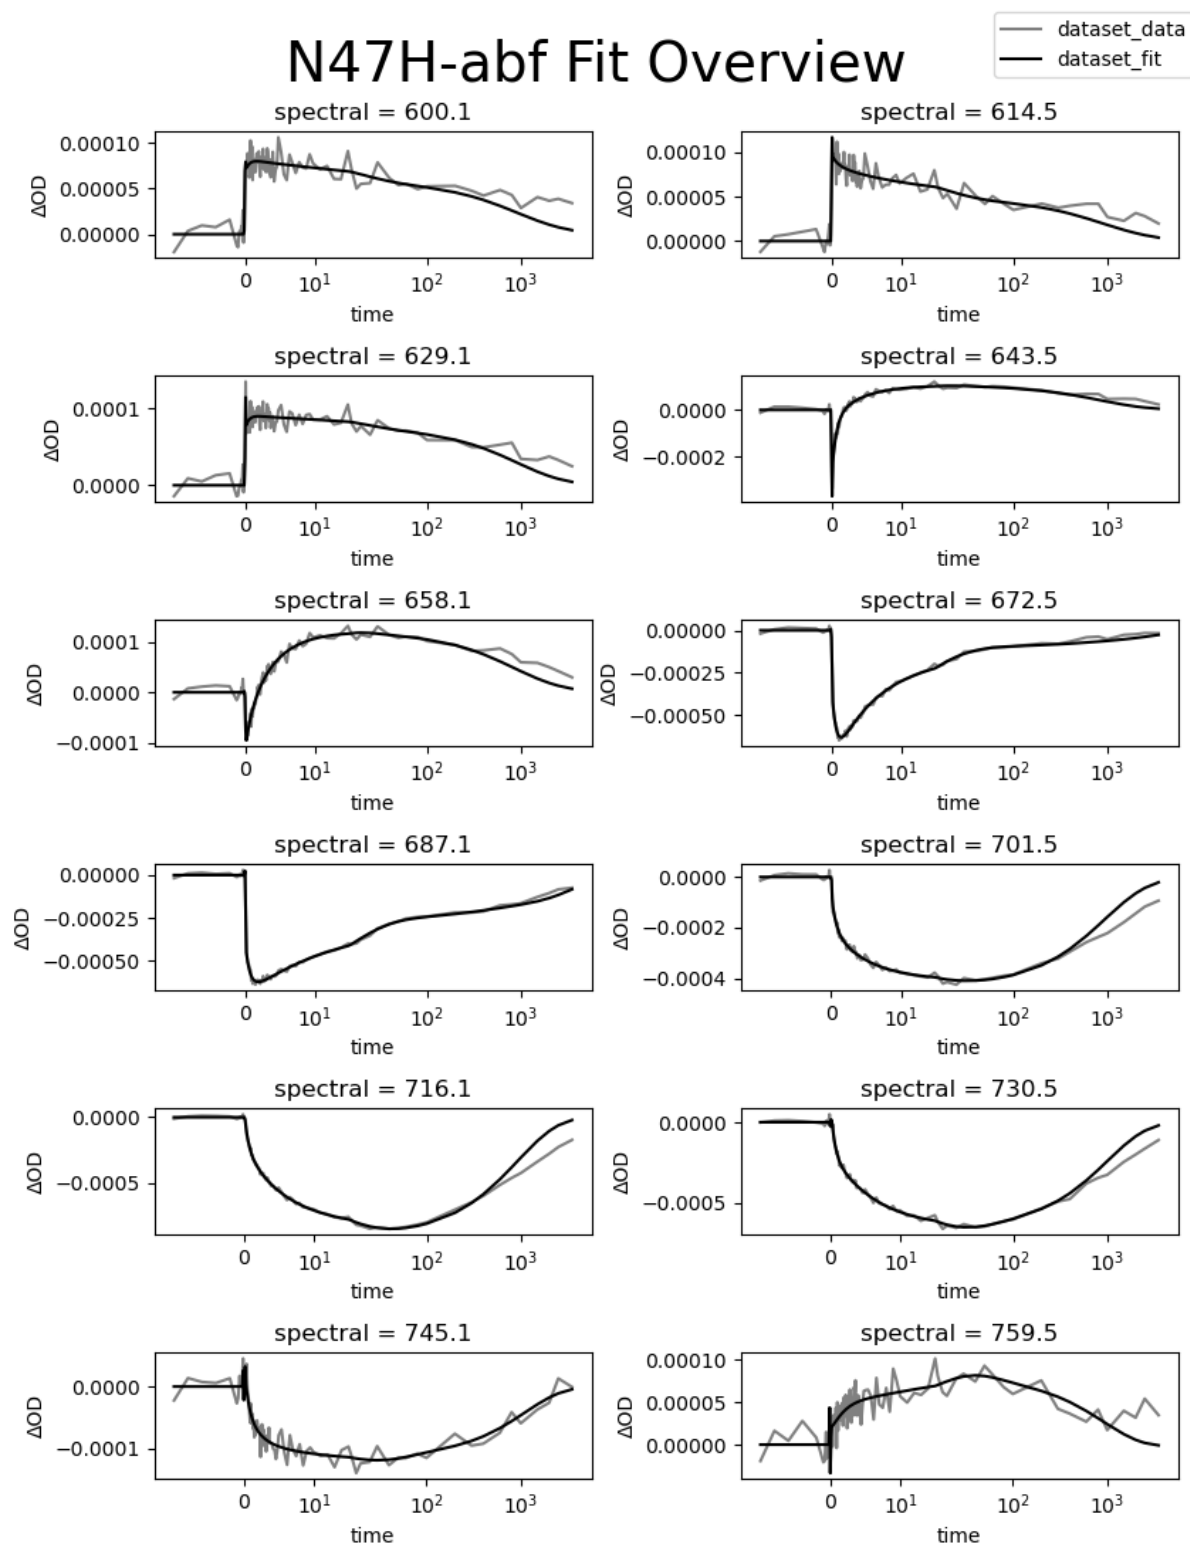 dataset_data
dataset_fit
N47H-abf Fit Overview
spectral = 600.1
0.00010
0.00005
0.00000
ΔOD
0 10¹ 10² 10³
time
spectral = 614.5
0.00010
0.00005
0.00000
ΔOD
0 10¹ 10² 10³
time
spectral = 629.1
0.0001
0.0000
ΔOD
0 10¹ 10² 10³
time
spectral = 643.5
0.0000
−0.0002
ΔOD
0 10¹ 10² 10³
time
spectral = 658.1
0.0001
0.0000
−0.0001
ΔOD
0 10¹ 10² 10³
time
spectral = 672.5
0.00000
−0.00025
−0.00050
ΔOD
0 10¹ 10² 10³
time
spectral = 687.1
0.00000
−0.00025
−0.00050
ΔOD
0 10¹ 10² 10³
time
spectral = 701.5
0.0000
−0.0002
−0.0004
ΔOD
0 10¹ 10² 10³
time
spectral = 716.1
0.0000
−0.0005
ΔOD
0 10¹ 10² 10³
time
spectral = 730.5
0.0000
−0.0005
ΔOD
0 10¹ 10² 10³
time
spectral = 745.1
0.0000
−0.0001
ΔOD
0 10¹ 10² 10³
time
spectral = 759.5
0.00010
0.00005
0.00000
ΔOD
0 10¹ 10² 10³
time